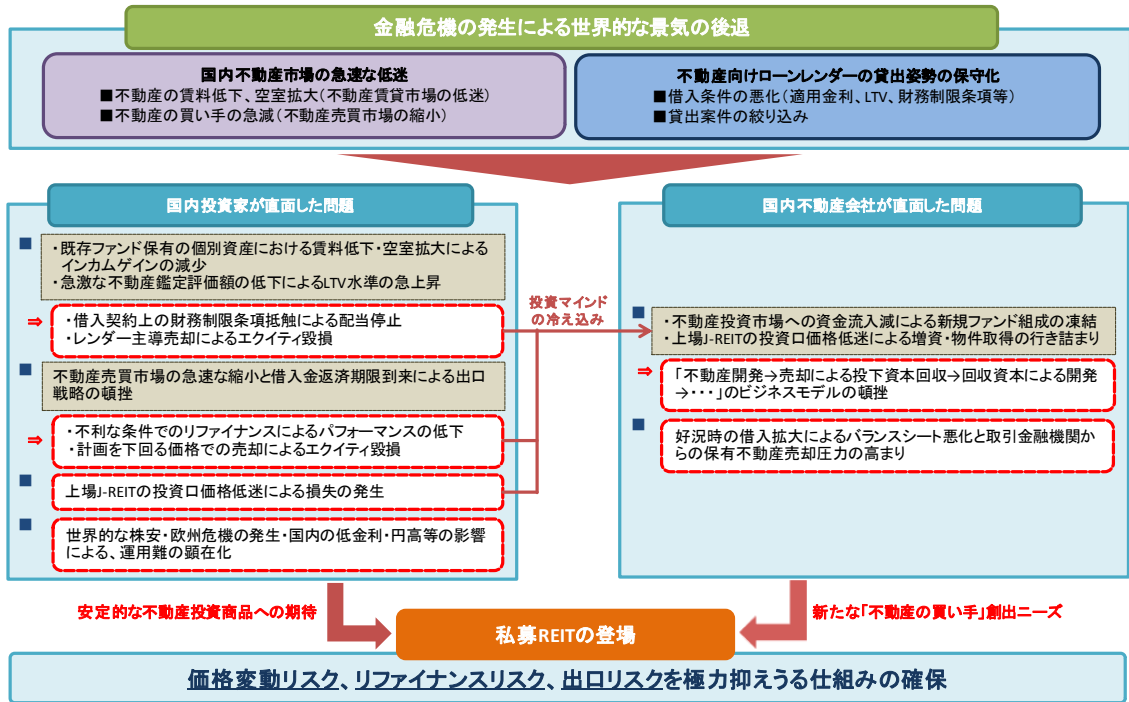 金融危機の発生による世界的な景気の後退
国内不動産市場の急速な低迷
■不動産の賃料低下、空室拡大(不動産賃貸市場の低迷)
■不動産の買い手の急減(不動産売買市場の縮小)
不動産向けローンレンダーの貸出姿勢の保守化
■借入条件の悪化(適用金利、LTV、財務制限条項等)
■貸出案件の絞り込み
国内投資家が直面した問題
・既存ファンド保有の個別資産における賃料低下・空室拡大による
インカムゲインの減少
・急激な不動産鑑定評価額の低下によるLTV水準の急上昇
⇒
・借入契約上の財務制限条項抵触による配当停止
・レンダー主導売却によるエクイティ毀損
不動産売買市場の急速な縮小と借入金返済期限到来による出口
戦略の頓挫
⇒
・不利な条件でのリファイナンスによるパフォーマンスの低下
・計画を下回る価格での売却によるエクイティ毀損
上場J-REITの投資口価格低迷による損失の発生
世界的な株安・欧州危機の発生・国内の低金利・円高等の影響
による、運用難の顕在化
投資マインド
の冷え込み
国内不動産会社が直面した問題
・不動産投資市場への資金流入減による新規ファンド組成の凍結
・上場J-REITの投資口価格低迷による増資・物件取得の行き詰まり
⇒
「不動産開発→売却による投下資本回収→回収資本による開発
→・・・」のビジネスモデルの頓挫
好況時の借入拡大によるバランスシート悪化と取引金融機関か
らの保有不動産売却圧力の高まり
安定的な不動産投資商品への期待
新たな「不動産の買い手」創出ニーズ
私募REITの登場
価格変動リスク、リファイナンスリスク、出口リスクを極力抑えうる仕組みの確保